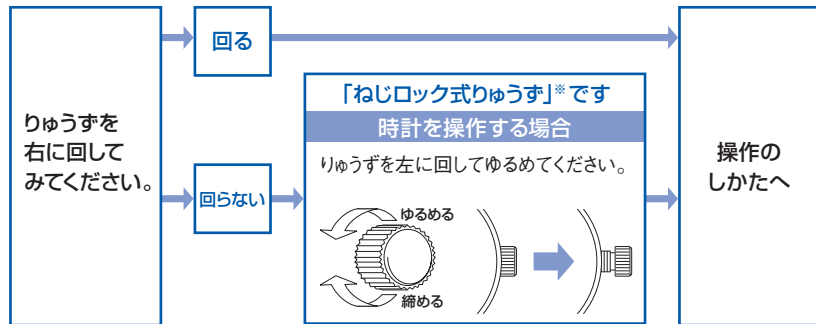 りゅうずを
右に回して
みてください。
回る
回らない
「ねじロック式りゅうず」※です
時計を操作する場合
りゅうずを左に回してゆるめてください。
ゆるめる
締める
操作の
しかたへ